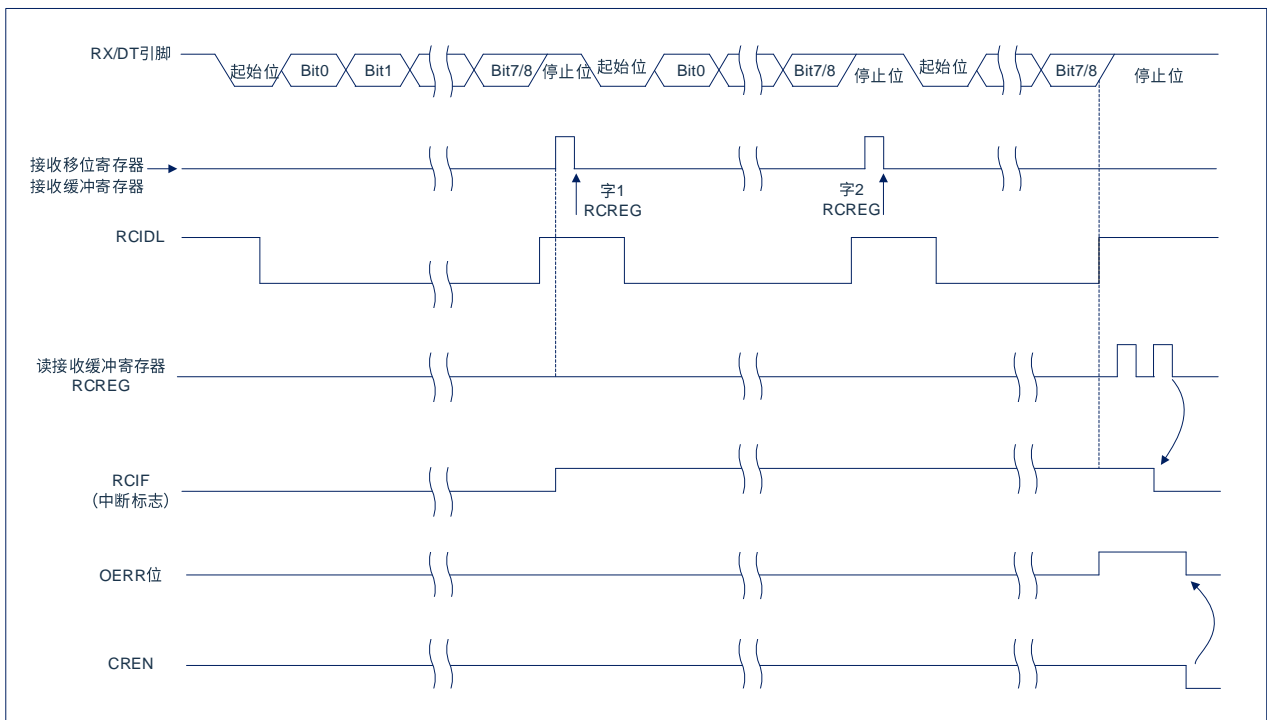 RX/DT引脚
起始位 Bit0 Bit1 Bit7/8 停止位 起始位 Bit0 Bit7/8 停止位 起始位 Bit7/8 停止位
接收移位寄存器
接收缓冲寄存器
字1
RCREG
字2
RCREG
RCIDL
读接收缓冲寄存器
RCREG
RCIF
(中断标志)
OERR位
CREN